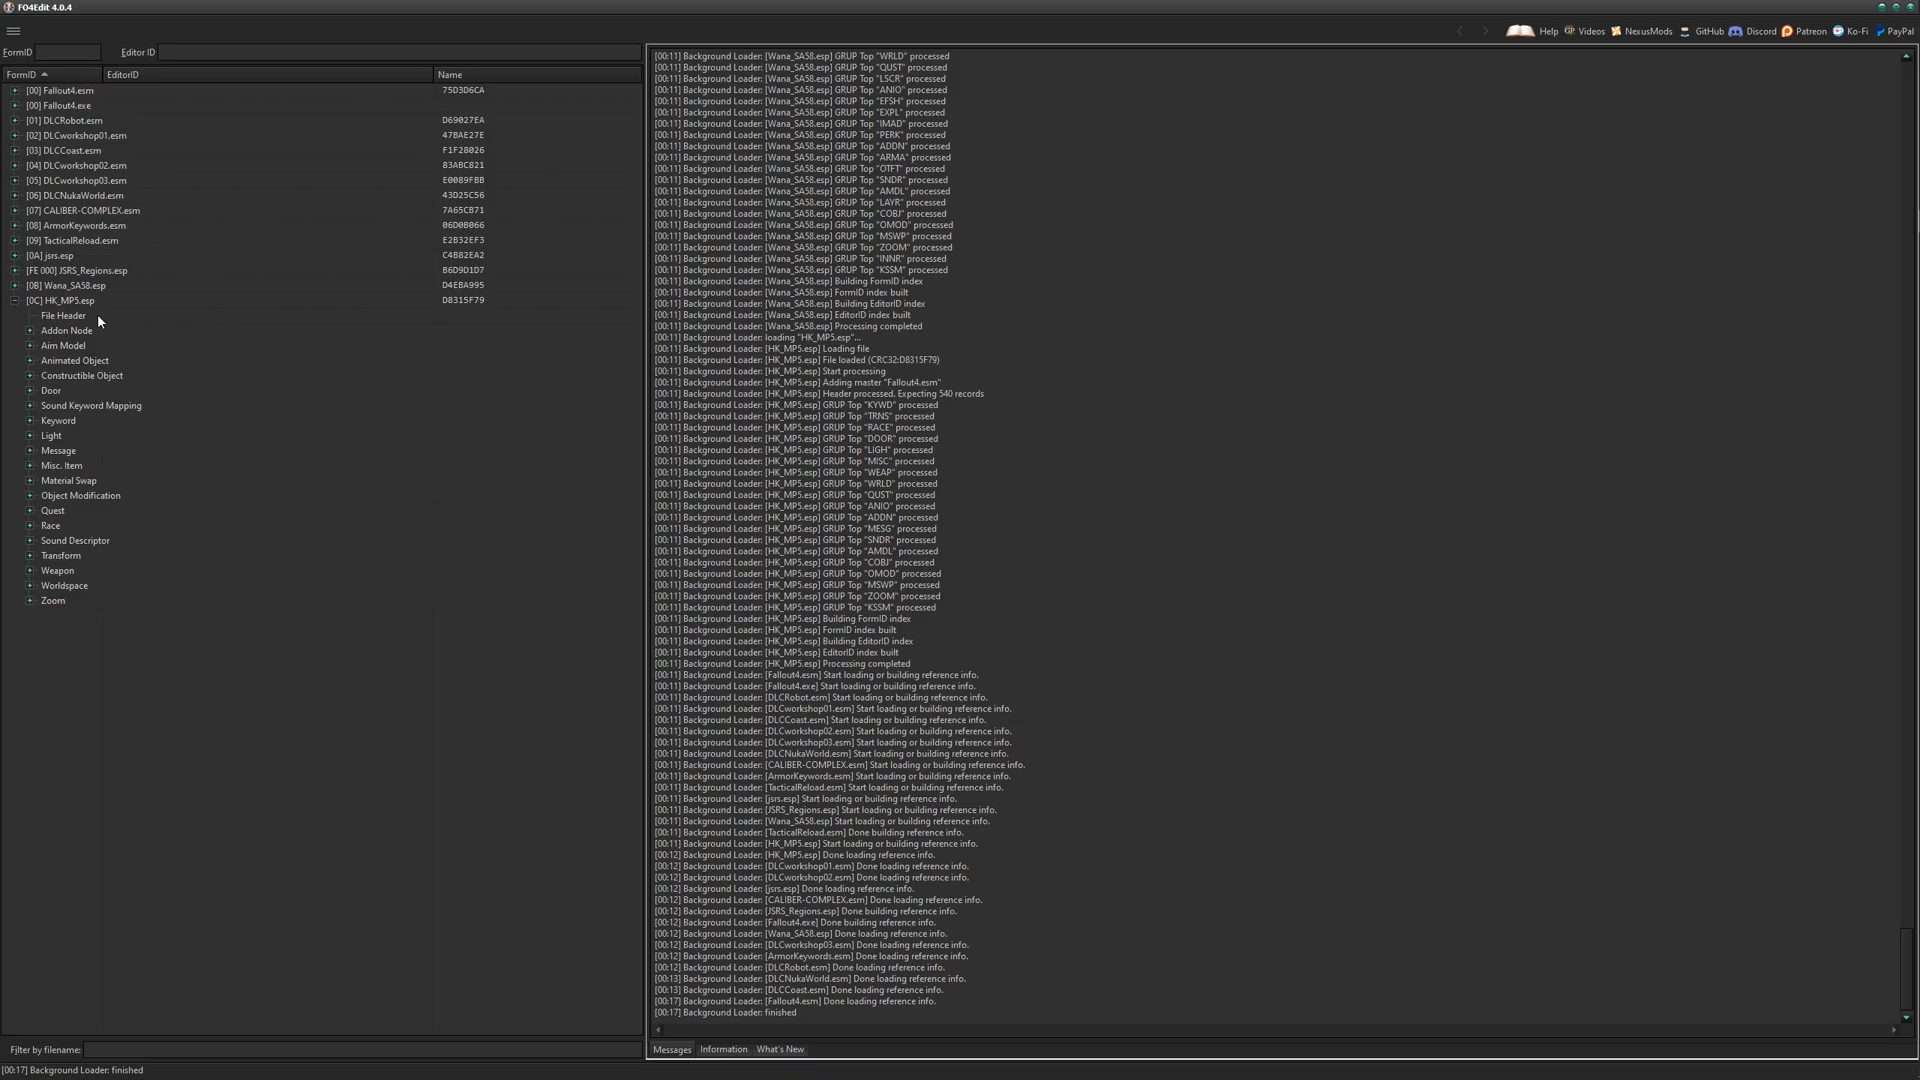 FO4Edit 4.0.4
Help Videos NexusMods GitHub Discord Patreon Ko-Fi PayPal
FormID Editor ID
FormID EditorID Name
[00] Fallout4.esm 75D3D6CA
[00] Fallout4.exe
[01] DLCRobot.esm D69027EA
[02] DLCworkshop01.esm 47BAE27E
[03] DLCCoast.esm F1F28026
[04] DLCworkshop02.esm 83ABC821
[05] DLCworkshop03.esm E0089FBB
[06] DLCNukaWorld.esm 43D25C56
[07] CALIBER-COMPLEX.esm 7A65CB71
[08] ArmorKeywords.esm 06D0B066
[09] TacticalReload.esm E2B32EF3
[0A] jsrs.esp C4B82EA2
[FE 000] JSRS_Regions.esp 86D9D1D7
[0B] Wana_SA58.esp D4EBA995
[0C] HK_MP5.esp D8315F79
File Header
Addon Node
Aim Model
Animated Object
Constructible Object
Door
Sound Keyword Mapping
Keyword
Light
Message
Misc. Item
Material Swap
Object Modification
Quest
Race
Sound Descriptor
Transform
Weapon
Worldspace
Zoom
Filter by filename:
[00:11] Background Loader: [Wana_SA58.esp] GRUP Top "WRLD" processed
[00:11] Background Loader: [Wana_SA58.esp] GRUP Top "QUST" processed
[00:11] Background Loader: [Wana_SA58.esp] GRUP Top "LSCR" processed
[00:11] Background Loader: [Wana_SA58.esp] GRUP Top "ANIO" processed
[00:11] Background Loader: [Wana_SA58.esp] GRUP Top "EFSH" processed
[00:11] Background Loader: [Wana_SA58.esp] GRUP Top "EXPL" processed
[00:11] Background Loader: [Wana_SA58.esp] GRUP Top "IMAD" processed
[00:11] Background Loader: [Wana_SA58.esp] GRUP Top "PERK" processed
[00:11] Background Loader: [Wana_SA58.esp] GRUP Top "ADDN" processed
[00:11] Background Loader: [Wana_SA58.esp] GRUP Top "ARMA" processed
[00:11] Background Loader: [Wana_SA58.esp] GRUP Top "OTFT" processed
[00:11] Background Loader: [Wana_SA58.esp] GRUP Top "SNDR" processed
[00:11] Background Loader: [Wana_SA58.esp] GRUP Top "AMDL" processed
[00:11] Background Loader: [Wana_SA58.esp] GRUP Top "LAYR" processed
[00:11] Background Loader: [Wana_SA58.esp] GRUP Top "COBJ" processed
[00:11] Background Loader: [Wana_SA58.esp] GRUP Top "OMOD" processed
[00:11] Background Loader: [Wana_SA58.esp] GRUP Top "MSWP" processed
[00:11] Background Loader: [Wana_SA58.esp] GRUP Top "ZOOM" processed
[00:11] Background Loader: [Wana_SA58.esp] GRUP Top "INNR" processed
[00:11] Background Loader: [Wana_SA58.esp] GRUP Top "KSSM" processed
[00:11] Background Loader: [Wana_SA58.esp] Building FormID index
[00:11] Background Loader: [Wana_SA58.esp] FormID index built
[00:11] Background Loader: [Wana_SA58.esp] Building EditorID index
[00:11] Background Loader: [Wana_SA58.esp] EditorID index built
[00:11] Background Loader: [Wana_SA58.esp] Processing completed
[00:11] Background Loader: loading "HK_MP5.esp"...
[00:11] Background Loader: [HK_MP5.esp] Loading file
[00:11] Background Loader: [HK_MP5.esp] File loaded (CRC32:D8315F79)
[00:11] Background Loader: [HK_MP5.esp] Start processing
[00:11] Background Loader: [HK_MP5.esp] Adding master "Fallout4.esm"
[00:11] Background Loader: [HK_MP5.esp] Header processed. Expecting 540 records
[00:11] Background Loader: [HK_MP5.esp] GRUP Top "KYWD" processed
[00:11] Background Loader: [HK_MP5.esp] GRUP Top "TRNS" processed
[00:11] Background Loader: [HK_MP5.esp] GRUP Top "RACE" processed
[00:11] Background Loader: [HK_MP5.esp] GRUP Top "DOOR" processed
[00:11] Background Loader: [HK_MP5.esp] GRUP Top "LIGH" processed
[00:11] Background Loader: [HK_MP5.esp] GRUP Top "MISC" processed
[00:11] Background Loader: [HK_MP5.esp] GRUP Top "WEAP" processed
[00:11] Background Loader: [HK_MP5.esp] GRUP Top "WRLD" processed
[00:11] Background Loader: [HK_MP5.esp] GRUP Top "QUST" processed
[00:11] Background Loader: [HK_MP5.esp] GRUP Top "ANIO" processed
[00:11] Background Loader: [HK_MP5.esp] GRUP Top "ADDN" processed
[00:11] Background Loader: [HK_MP5.esp] GRUP Top "MESG" processed
[00:11] Background Loader: [HK_MP5.esp] GRUP Top "SNDR" processed
[00:11] Background Loader: [HK_MP5.esp] GRUP Top "AMDL" processed
[00:11] Background Loader: [HK_MP5.esp] GRUP Top "COBJ" processed
[00:11] Background Loader: [HK_MP5.esp] GRUP Top "OMOD" processed
[00:11] Background Loader: [HK_MP5.esp] GRUP Top "MSWP" processed
[00:11] Background Loader: [HK_MP5.esp] GRUP Top "ZOOM" processed
[00:11] Background Loader: [HK_MP5.esp] GRUP Top "KSSM" processed
[00:11] Background Loader: [HK_MP5.esp] Building FormID index
[00:11] Background Loader: [HK_MP5.esp] FormID index built
[00:11] Background Loader: [HK_MP5.esp] Building EditorID index
[00:11] Background Loader: [HK_MP5.esp] EditorID index built
[00:11] Background Loader: [HK_MP5.esp] Processing completed
[00:11] Background Loader: [Fallout4.esm] Start loading or building reference info.
[00:11] Background Loader: [Fallout4.exe] Start loading or building reference info.
[00:11] Background Loader: [DLCRobot.esm] Start loading or building reference info.
[00:11] Background Loader: [DLCworkshop01.esm] Start loading or building reference info.
[00:11] Background Loader: [DLCCoast.esm] Start loading or building reference info.
[00:11] Background Loader: [DLCworkshop02.esm] Start loading or building reference info.
[00:11] Background Loader: [DLCworkshop03.esm] Start loading or building reference info.
[00:11] Background Loader: [DLCNukaWorld.esm] Start loading or building reference info.
[00:11] Background Loader: [CALIBER-COMPLEX.esm] Start loading or building reference info.
[00:11] Background Loader: [ArmorKeywords.esm] Start loading or building reference info.
[00:11] Background Loader: [TacticalReload.esm] Start loading or building reference info.
[00:11] Background Loader: [jsrs.esp] Start loading or building reference info.
[00:11] Background Loader: [JSRS_Regions.esp] Start loading or building reference info.
[00:11] Background Loader: [Wana_SA58.esp] Start loading or building reference info.
[00:11] Background Loader: [TacticalReload.esm] Done building reference info.
[00:11] Background Loader: [HK_MP5.esp] Start loading or building reference info.
[00:12] Background Loader: [HK_MP5.esp] Done loading reference info.
[00:12] Background Loader: [DLCworkshop01.esm] Done loading reference info.
[00:12] Background Loader: [DLCworkshop02.esm] Done loading reference info.
[00:12] Background Loader: [jsrs.esp] Done loading reference info.
[00:12] Background Loader: [CALIBER-COMPLEX.esm] Done loading reference info.
[00:12] Background Loader: [JSRS_Regions.esp] Done building reference info.
[00:12] Background Loader: [Fallout4.exe] Done building reference info.
[00:12] Background Loader: [Wana_SA58.esp] Done loading reference info.
[00:12] Background Loader: [DLCworkshop03.esm] Done loading reference info.
[00:12] Background Loader: [ArmorKeywords.esm] Done loading reference info.
[00:12] Background Loader: [DLCRobot.esm] Done loading reference info.
[00:13] Background Loader: [DLCNukaWorld.esm] Done loading reference info.
[00:13] Background Loader: [DLCCoast.esm] Done loading reference info.
[00:17] Background Loader: [Fallout4.esm] Done loading reference info.
[00:17] Background Loader: finished
Messages Information What's New
[00:17] Background Loader: finished